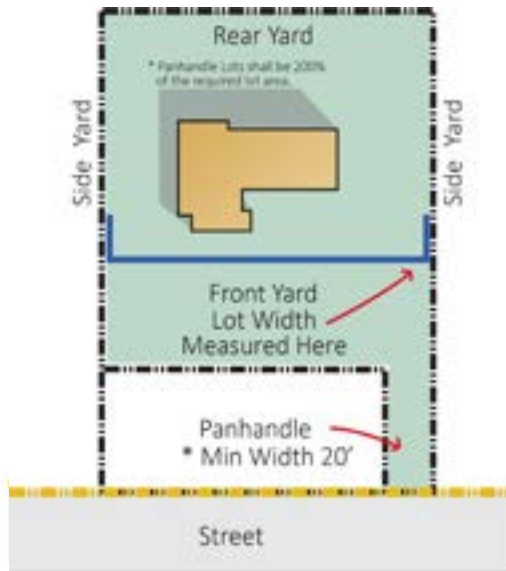 Rear Yard
* Panhandle Lots shall be 200%
of the required lot area.
Side Yard
Side Yard
Front Yard
Lot Width
Measured Here
Panhandle
* Min Width 20'
Street